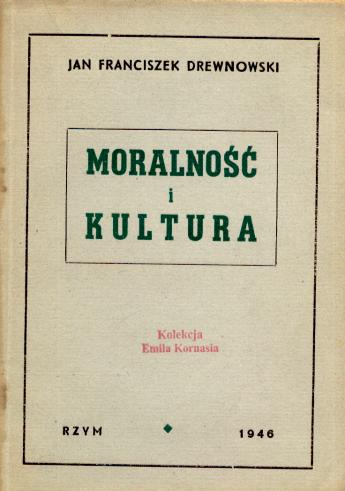 JAN FRANCISZEK DREWNOWSKI
MORALNOŚĆ
i
KULTURA
Kolekcja
Emila Kornasia
RZYM ◆ 1946